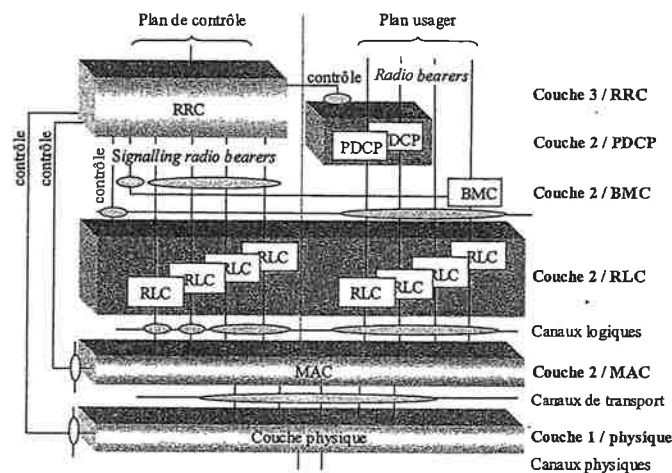 Plan de contrôle
Plan usager
contrôle
Radio bearers
Couche 3 / RRC
RRC
PDCP
DCP
Couche 2 / PDCP
contrôle
contrôle
contrôle
Signalling radio bearers
BMC
Couche 2 / BMC
RLC
RLC
RLC
RLC
RLC
RLC
RLC
RLC
Couche 2 / RLC
Canaux logiques
MAC
Couche 2 / MAC
Canaux de transport
Couche physique
Couche 1 / physique
Canaux physiques